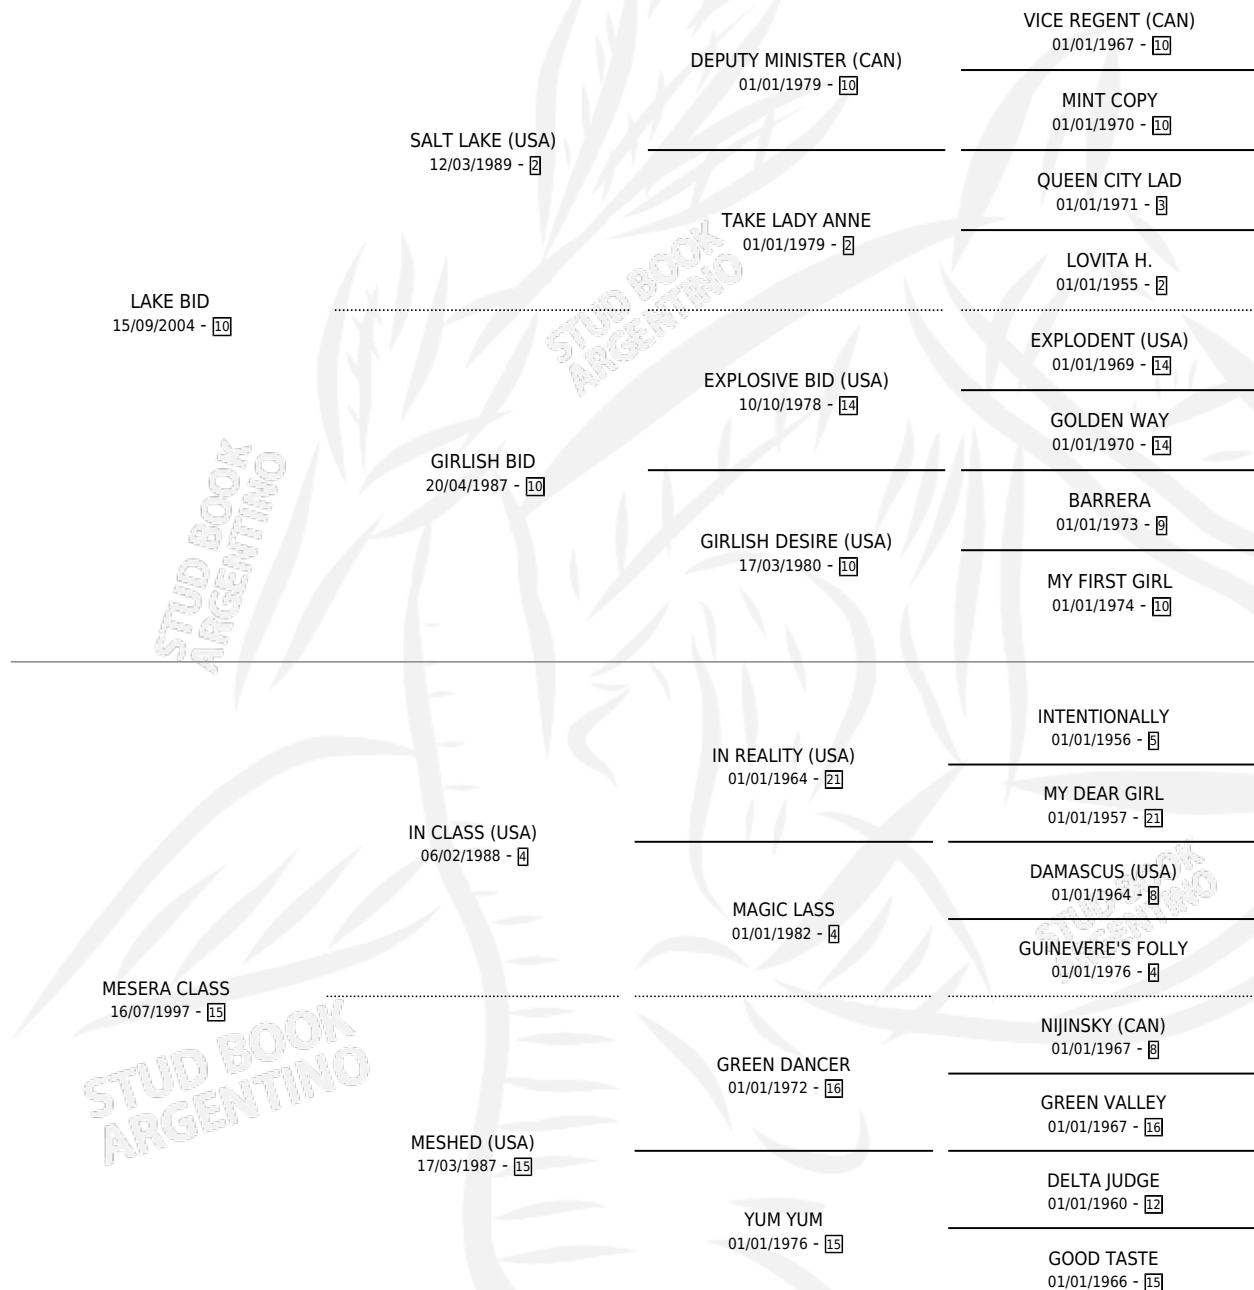 VICE REGENT (CAN)
01/01/1967 - 10
DEPUTY MINISTER (CAN)
01/01/1979 - 10
MINT COPY
01/01/1970 - 10
SALT LAKE (USA)
12/03/1989 - 2
QUEEN CITY LAD
01/01/1971 - 3
TAKE LADY ANNE
01/01/1979 - 2
LOVITA H.
01/01/1955 - 2
LAKE BID
15/09/2004 - 10
EXPLODENT (USA)
01/01/1969 - 14
EXPLOSIVE BID (USA)
10/10/1978 - 14
GOLDEN WAY
01/01/1970 - 14
GIRLISH BID
20/04/1987 - 10
BARRERA
01/01/1973 - 9
GIRLISH DESIRE (USA)
17/03/1980 - 10
MY FIRST GIRL
01/01/1974 - 10
STUD BOOK
ARGENTINO
STUD BOOK
ARGENTINO
INTENTIONALLY
01/01/1956 - 5
IN REALITY (USA)
01/01/1964 - 21
MY DEAR GIRL
01/01/1957 - 21
IN CLASS (USA)
06/02/1988 - 4
DAMASCUS (USA)
01/01/1964 - 8
MAGIC LASS
01/01/1982 - 4
GUINEVERE'S FOLLY
01/01/1976 - 4
MESERA CLASS
16/07/1997 - 15
NIJINSKY (CAN)
01/01/1967 - 8
GREEN DANCER
01/01/1972 - 16
GREEN VALLEY
01/01/1967 - 16
MESHED (USA)
17/03/1987 - 15
DELTA JUDGE
01/01/1960 - 12
YUM YUM
01/01/1976 - 15
GOOD TASTE
01/01/1966 - 15
STUD BOOK
ARGENTINO
STUD BOOK
ARGENTINO